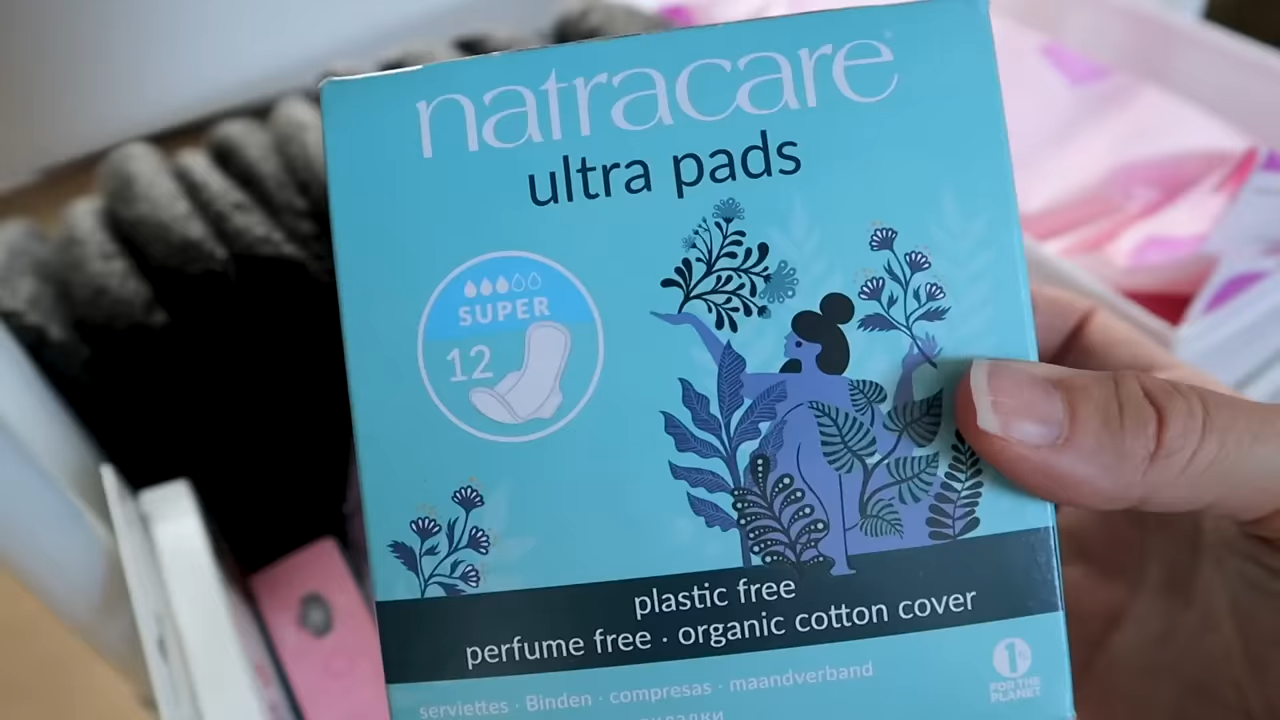 natracare
ultra pads
SUPER
12
plastic free
perfume free · organic cotton cover
serviettes · Binden · compresas · maandverband
1%
FOR THE
PLANET